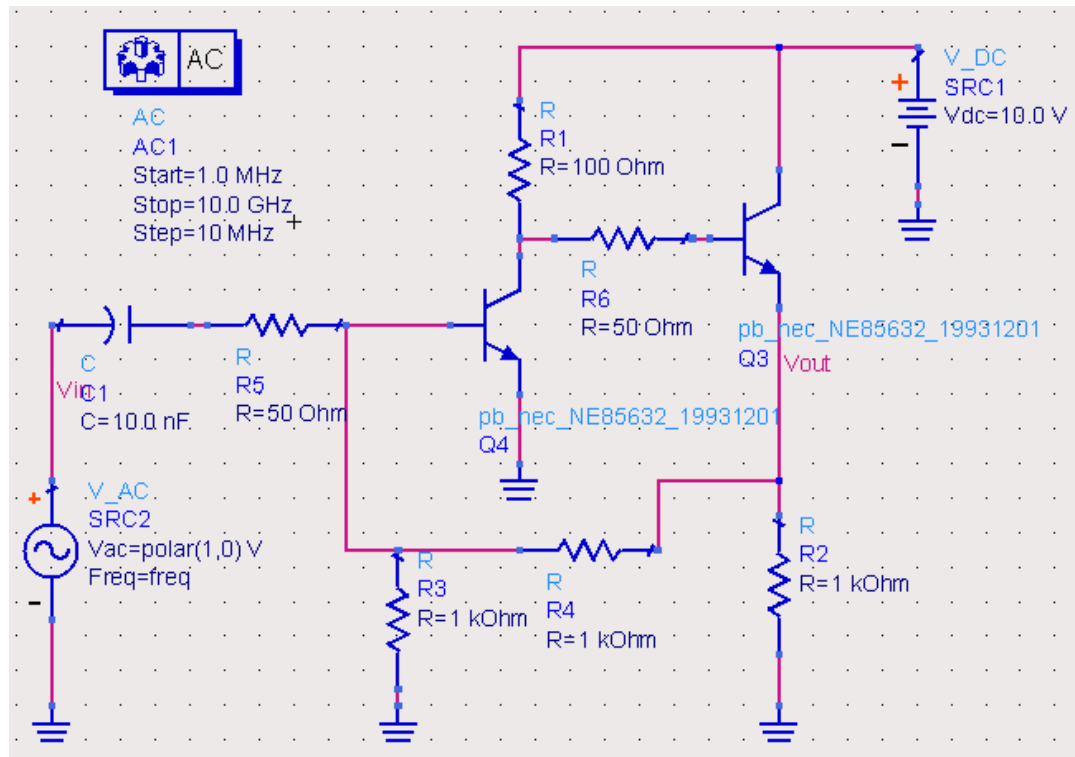 AC
AC
AC1
Start=1.0 MHz
Stop=10.0 GHz
Step=10 MHz
R
R1
R=100 Ohm
+
V_DC
SRC1
Vdc=10.0 V
-
R
R6
R=50 Ohm
pb_nec_NE85632_19931201
Q3
Vout
Vin
C
C1
C=10.0 nF
R
R5
R=50 Ohm
pb_nec_NE85632_19931201
Q4
+
V_AC
SRC2
Vac=polar(1,0) V
Freq=freq
-
R
R3
R=1 kOhm
R
R4
R=1 kOhm
R
R2
R=1 kOhm